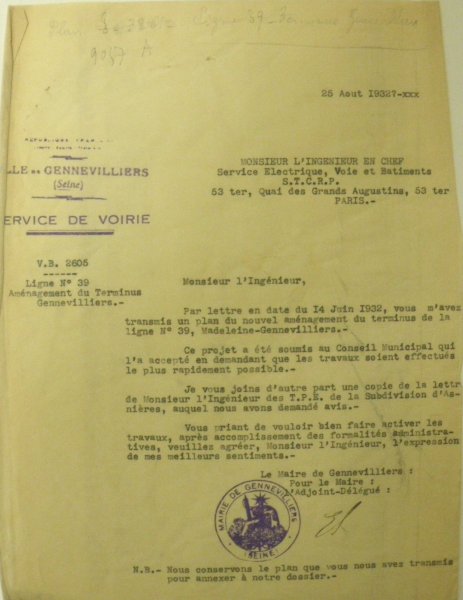 Plan
9057 A
25 Aout 1932?-xxx
LLE DE GENNEVILLIERS
(Seine)
ERVICE DE VOIRIE
MONSIEUR L'INGENIEUR EN CHEF
Service Electrique, Voie et Batiments
S.T.C.R.P.
53 ter, Quai des Grands Augustins, 53 ter
PARIS.-
V.B. 2605
------
Ligne N° 39
Aménagement du Terminus
Gennevilliers.-
Monsieur l'Ingénieur,
Par lettre en date du 14 Juin 1932, vous m'avez
transmis un plan du nouvel aménagement du terminus de la
ligne N° 39, Madeleine-Gennevilliers.
Ce projet a été soumis au Conseil Municipal qui
l'a accepté en demandant que les travaux soient effectués
le plus rapidement possible.-
Je vous joins d'autre part une copie de la lettre
de Monsieur l'Ingénieur des T.P.E. de la Subdivision d'As-
nières, auquel nous avons demandé avis.-
Vous priant de vouloir bien faire activer les
travaux, après accomplissement des formalités administra-
tives, veuillez agréer, Monsieur l'Ingénieur, l'expression
de mes meilleurs sentiments.-
Le Maire de Gennevilliers :
Pour le Maire :
l'Adjoint-Délégué :
MAIRIE DE GENNEVILLIERS
(SEINE)
N.B.- Nous conservons le plan que vous nous avez transmis
pour annexer à notre dossier.-